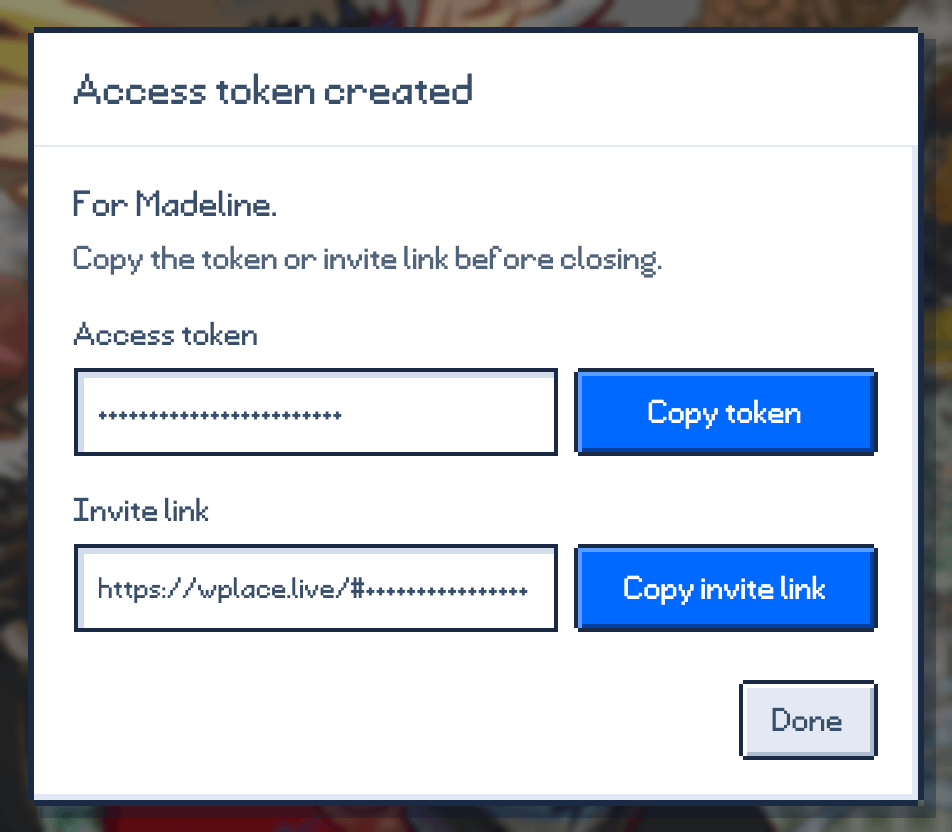 Access token created
For Madeline.
Copy the token or invite link before closing.
Access token
••••••••••••••••••••••••
Copy token
Invite link
https://wplace.live/#••••••••••••••••
Copy invite link
Done